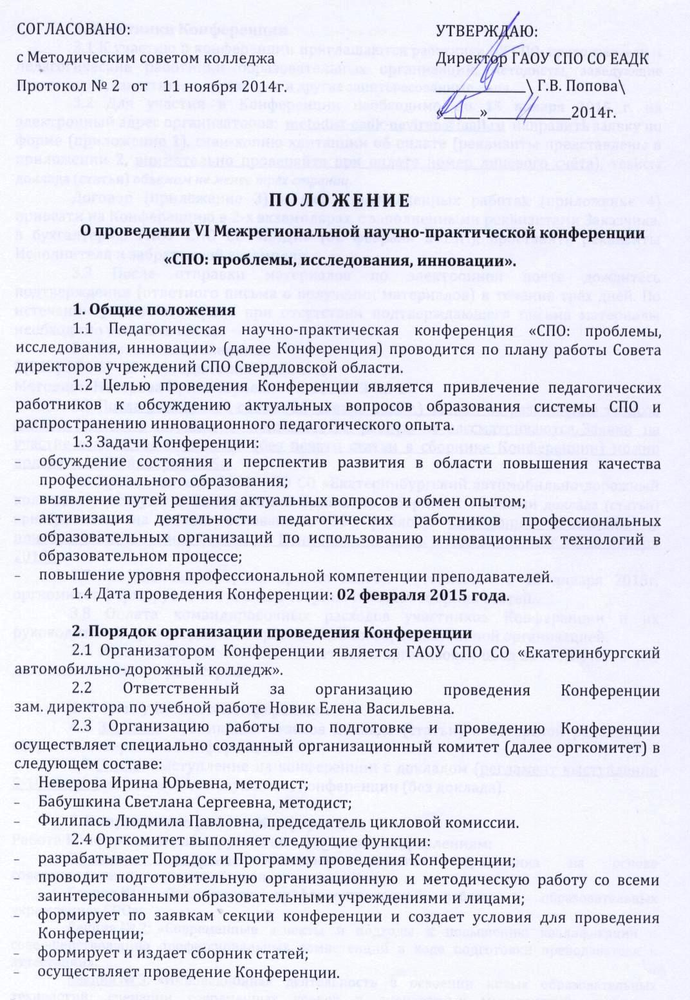 СОГЛАСОВАНО:
УТВЕРЖДАЮ:
с Методическим советом колледжа
Директор ГАОУ СПО СО ЕАДК
Протокол № 2 от 11 ноября 2014г.
______________\ Г.В. Попова\
«_____»_____________2014г.
ПОЛОЖЕНИЕ
О проведении VI Межрегиональной научно-практической конференции
«СПО: проблемы, исследования, инновации».
1. Общие положения
1.1 Педагогическая научно-практическая конференция «СПО: проблемы,
исследования, инновации» (далее Конференция) проводится по плану работы Совета
директоров учреждений СПО Свердловской области.
1.2 Целью проведения Конференции является привлечение педагогических
работников к обсуждению актуальных вопросов образования системы СПО и
распространению инновационного педагогического опыта.
1.3 Задачи Конференции:
– обсуждение состояния и перспектив развития в области повышения качества
профессионального образования;
– выявление путей решения актуальных вопросов и обмен опытом;
– активизация деятельности педагогических работников профессиональных
образовательных организаций по использованию инновационных технологий в
образовательном процессе;
– повышение уровня профессиональной компетенции преподавателей.
1.4 Дата проведения Конференции: 02 февраля 2015 года.
2. Порядок организации проведения Конференции
2.1 Организатором Конференции является ГАОУ СПО СО «Екатеринбургский
автомобильно-дорожный колледж».
2.2 Ответственный за организацию проведения Конференции
зам. директора по учебной работе Новик Елена Васильевна.
2.3 Организацию работы по подготовке и проведению Конференции
осуществляет специально созданный организационный комитет (далее оргкомитет) в
следующем составе:
– Неверова Ирина Юрьевна, методист;
– Бабушкина Светлана Сергеевна, методист;
– Филипась Людмила Павловна, председатель цикловой комиссии.
2.4 Оргкомитет выполняет следующие функции:
– разрабатывает Порядок и Программу проведения Конференции;
– проводит подготовительную организационную и методическую работу со всеми
заинтересованными образовательными учреждениями и лицами;
– формирует по заявкам секции конференции и создает условия для проведения
Конференции;
– формирует и издает сборник статей;
– осуществляет проведение Конференции.